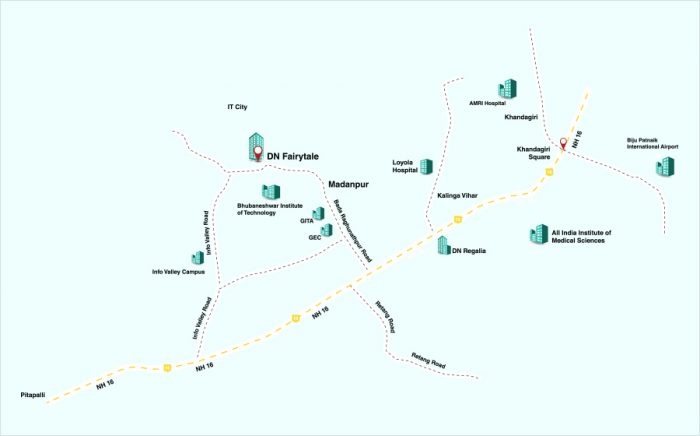 IT City
AMRI Hospital
Khandagiri
NH 16
Khandagiri
Square
Biju Patnaik
International Airport
DN Fairytale
Loyola
Hospital
Madanpur
Kalinga Vihar
Bhubaneshwar Institute
of Technology
GITA
GEC
Bada Raghunathpur Road
Info Valley Road
All India Institute of
Medical Sciences
DN Regalia
Info Valley Campus
Info Valley Road
NH 16
Retang Road
Retang Road
NH 16
NH 16
Pitapalli